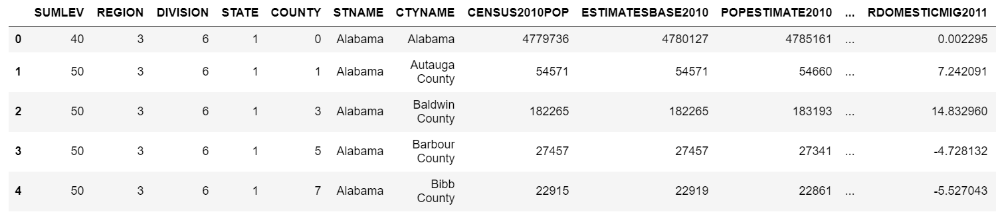 SUMLEV REGION DIVISION STATE COUNTY STNAME CTYNAME CENSUS2010POP ESTIMATESBASE2010 POPESTIMATE2010 ... RDOMESTICMIG2011
0 40 3 6 1 0 Alabama Alabama 4779736 4780127 4785161 ... 0.002295
1 50 3 6 1 1 Alabama Autauga County 54571 54571 54660 ... 7.242091
2 50 3 6 1 3 Alabama Baldwin County 182265 182265 183193 ... 14.832960
3 50 3 6 1 5 Alabama Barbour County 27457 27457 27341 ... -4.728132
4 50 3 6 1 7 Alabama Bibb County 22915 22919 22861 ... -5.527043